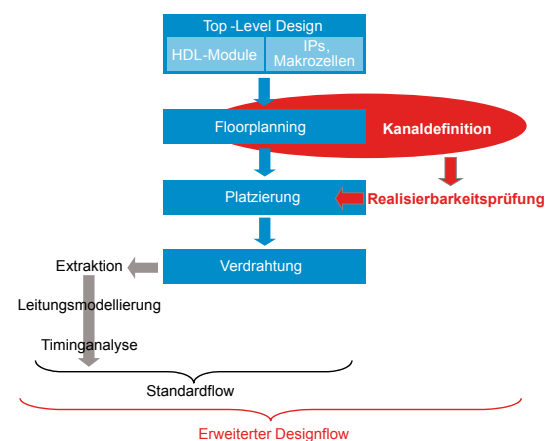 Top -Level Design
HDL-Module
IPs,
Makrozellen
Floorplanning
Kanaldefinition
Platzierung
Realisierbarkeitsprüfung
Extraktion
Verdrahtung
Leitungsmodellierung
Timinganalyse
Standardflow
Erweiterter Designflow